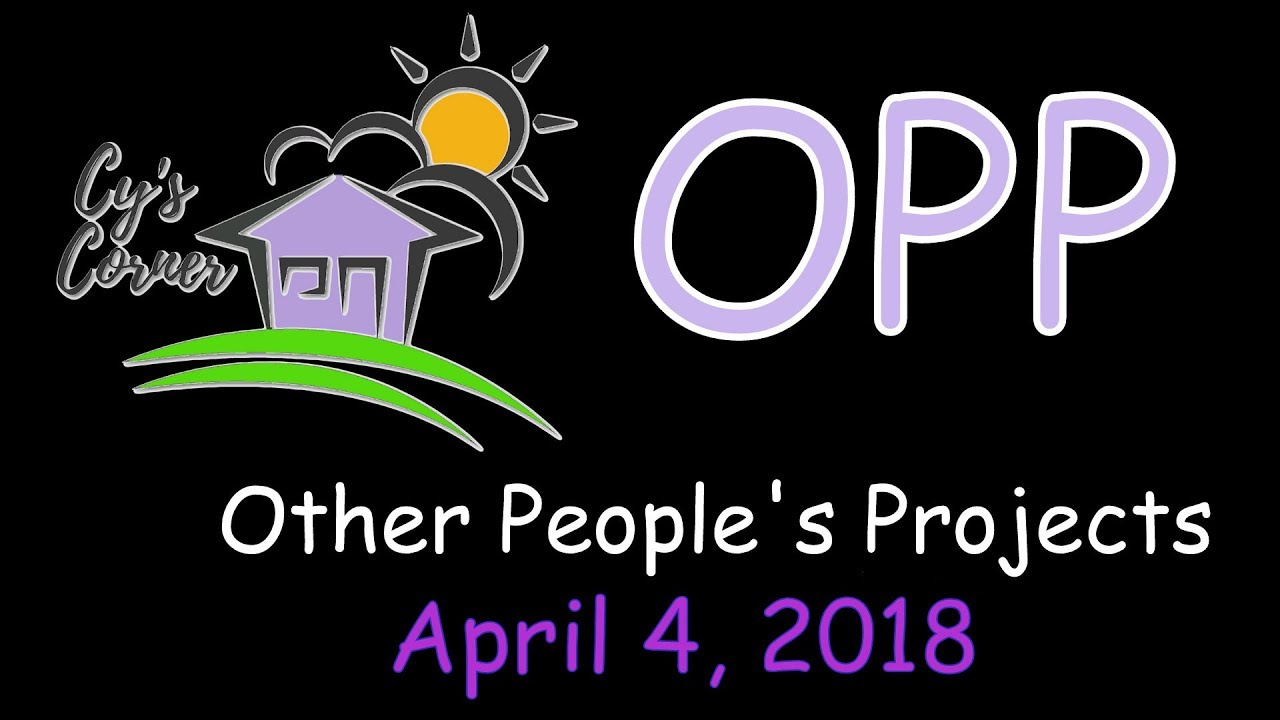 Cy's
Corner
OPP
Other People's Projects
April 4, 2018